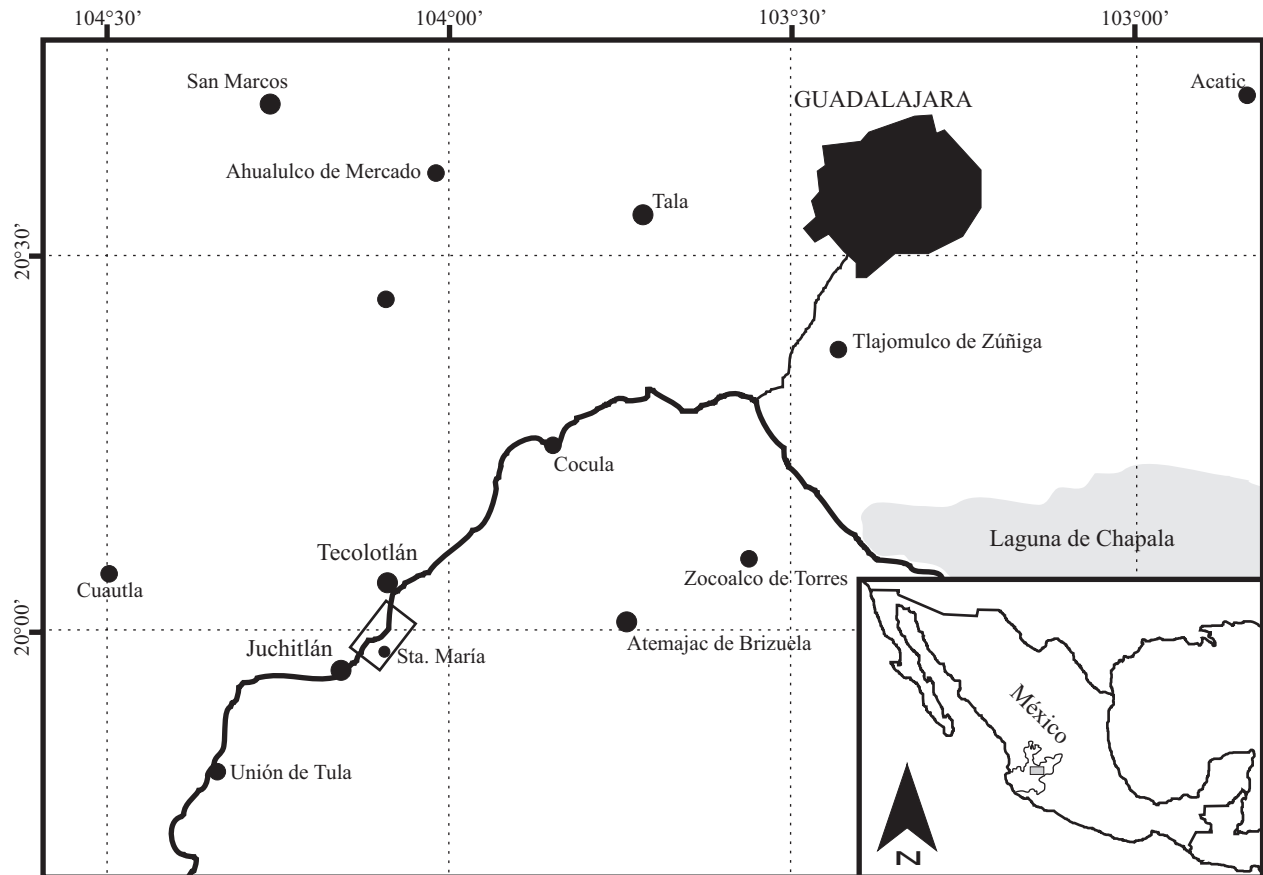 104°30’
104°00’
103°30’
103°00’
San Marcos
Acatic
GUADALAJARA
Ahualulco de Mercado
Tala
20°30’
Tlajomulco de Zúñiga
Cocula
Laguna de Chapala
Tecolotlán
Zocoalco de Torres
Cuautla
20°00’
Juchitlán
Sta. María
Atemajac de Brizuela
México
Unión de Tula
N